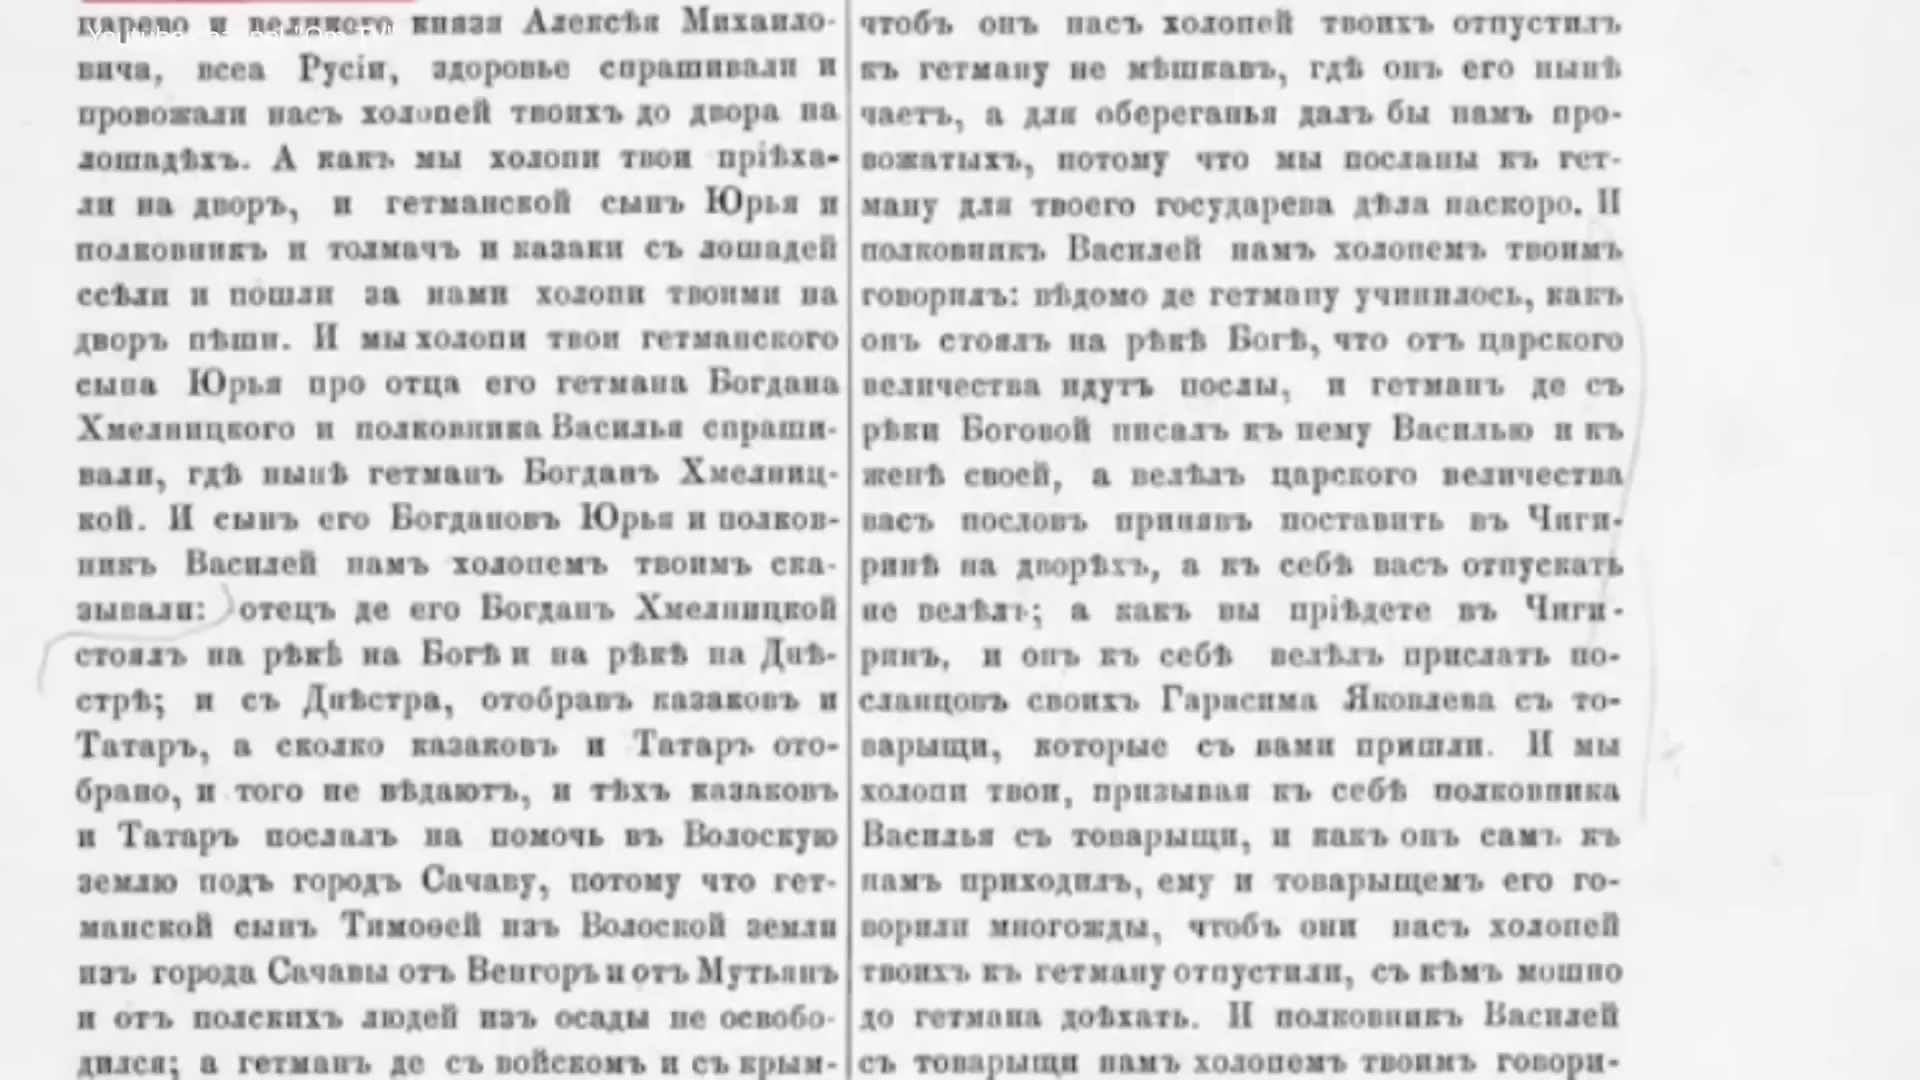 Youtube channel "Om TV"
царево и великого князя Алексѣя Михаило-
вича, всеа Русіи, здоровье спрашивали и
провожали насъ холопей твоихъ до двора на
лошадѣхъ. А какъ мы холопи твои пріѣха-
ли на дворъ, и гетманской сынъ Юрья и
полковникъ и толмачъ и казаки съ лошадей
ссѣли и пошли за нами холопи твоими на
дворъ пѣши. И мы холопи твои гетманского
сына Юрья про отца его гетмана Богдана
Хмелницкого и полковника Василья спраши-
вали, гдѣ нынѣ гетманъ Богданъ Хмелниц-
кой. И сынъ его Богдановъ Юрья и полков-
никъ Василей намъ холопемъ твоимъ ска-
зывали: отецъ де его Богданъ Хмелницкой
стоялъ на рѣкѣ на Богѣ и на рѣкѣ на Днѣ-
стрѣ; и съ Днѣстра, отобравъ казаковъ и
Татаръ, а сколко казаковъ и Татаръ ото-
брано, и того не вѣдаютъ, и тѣхъ казаковъ
и Татаръ послалъ на помочь въ Волоскую
землю подъ городъ Сачаву, потому что гет-
манской сынъ Тимоѳей изъ Волоской земли
изъ города Сачавы отъ Венгоръ и отъ Мутьянъ
и отъ полскихъ людей изъ осады не освобо-
дился; а гетманъ де съ войскомъ и съ крым-
чтобъ онъ насъ холопей твоихъ отпустилъ
къ гетману не мѣшкавъ, гдѣ онъ его нынѣ
чаетъ, а для обереганья далъ бы намъ про-
вожатыхъ, потому что мы посланы къ гет-
ману для твоего государева дѣла наскоро. И
полковникъ Василей намъ холопемъ твоимъ
говорилъ: вѣдомо де гетману учинилось, какъ
онъ стоялъ на рѣкѣ Богѣ, что отъ царского
величества идутъ послы, и гетманъ де съ
рѣки Боговой писалъ къ нему Василью и къ
женѣ своей, а велѣлъ царского величества
васъ пословъ принявъ поставить въ Чиги-
ринѣ на дворѣхъ, а къ себѣ васъ отпускать
не велѣлъ; а какъ вы пріѣдете въ Чиги-
ринъ, и онъ къ себѣ велѣлъ прислать по-
сланцовъ своихъ Гарасима Яковлева съ то-
варыщи, которые съ вами пришли. И мы
холопи твои, призывая къ себѣ полковника
Василья съ товарыщи, и какъ онъ самъ къ
намъ приходилъ, ему и товарыщемъ его го-
ворили многожды, чтобъ они насъ холопей
твоихъ къ гетману отпустили, съ кѣмъ мошно
до гетмана доѣхать. И полковникъ Василей
съ товарыщи намъ холопемъ твоимъ говори-